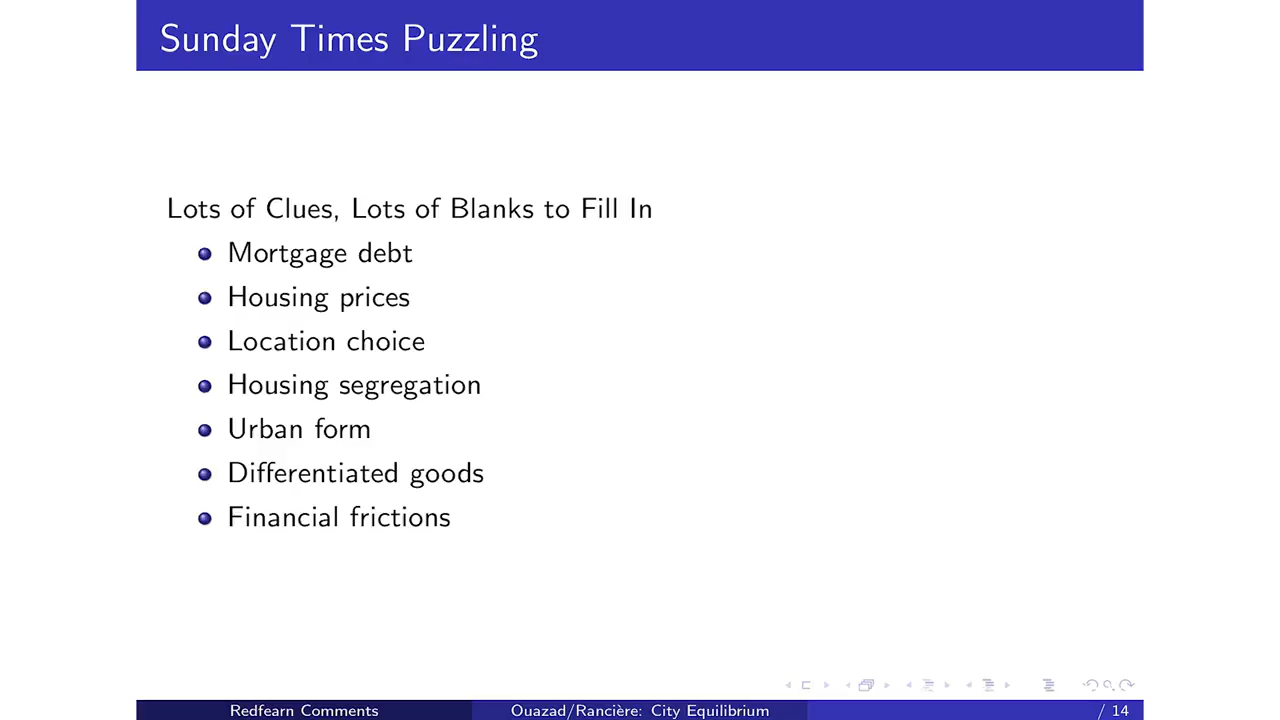 Sunday Times Puzzling
Lots of Clues, Lots of Blanks to Fill In
Mortgage debt
Housing prices
Location choice
Housing segregation
Urban form
Differentiated goods
Financial frictions
Redfearn Comments
Ouazad/Rancière: City Equilibrium
/ 14